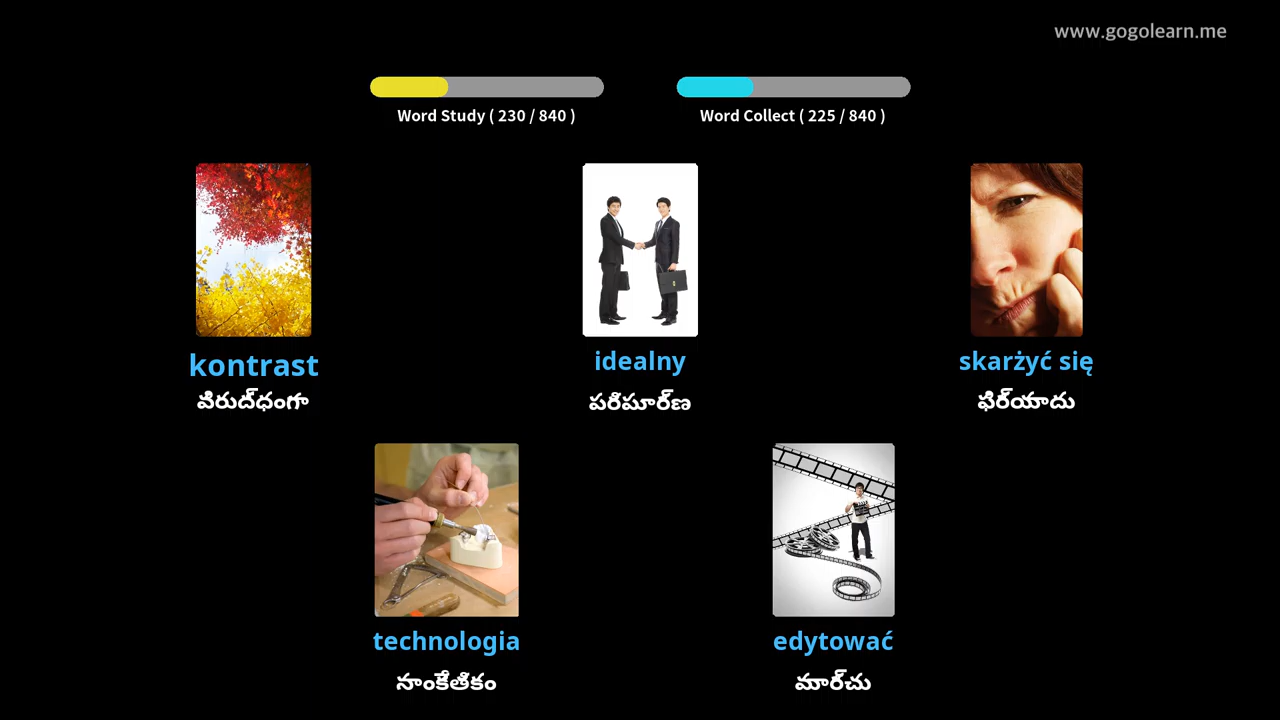 www.gogolearn.me
Word Study ( 230 / 840 )
Word Collect ( 225 / 840 )
kontrast
విరుద్ధంగా
idealny
పరిపూర్ణ
skarżyć się
ఫిర్యాదు
technologia
సాంకేతికం
edytować
మార్చు